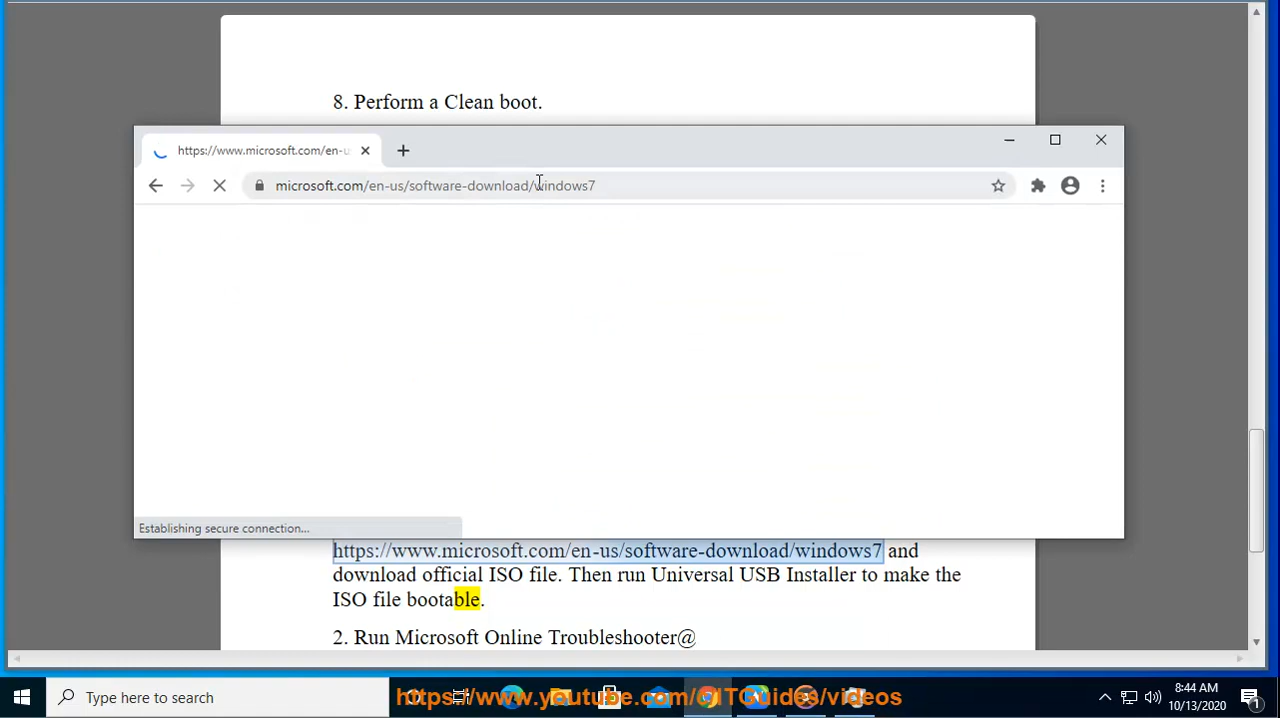 8. Perform a Clean boot.
https://www.microsoft.com/en-u
microsoft.com/en-us/software-download/windows7
Establishing secure connection...
https://www.microsoft.com/en-us/software-download/windows7 and
download official ISO file. Then run Universal USB Installer to make the
ISO file bootable.
2. Run Microsoft Online Troubleshooter@
Type here to search
https://www.youtube.com/@ITGuides/videos
8:44 AM
10/13/2020
1